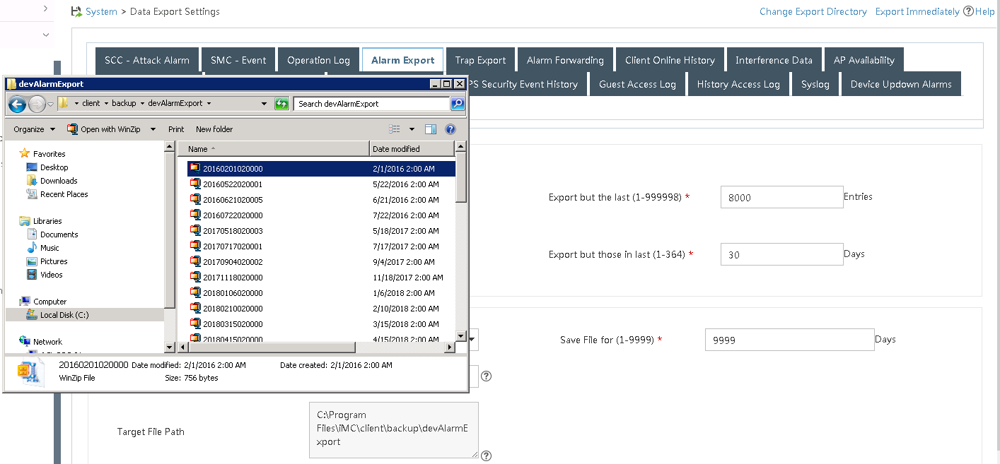 System > Data Export Settings
Change Export Directory Export Immediately ? Help
SCC - Attack Alarm SMC - Event Operation Log Alarm Export Trap Export Alarm Forwarding Client Online History Interference Data AP Availability
PS Security Event History Guest Access Log History Access Log Syslog Device Updown Alarms
devAlarmExport
client backup devAlarmExport
Search devAlarmExport
Organize Open with WinZip Print New folder
Favorites
Desktop
Downloads
Recent Places
Libraries
Documents
Music
Pictures
Videos
Computer
Local Disk (C:)
Network
Name Date modified
20160201020000 2/1/2016 2:00 AM
20160522020001 5/22/2016 2:00 AM
20160621020005 6/21/2016 2:00 AM
20160722020000 7/22/2016 2:00 AM
20170518020003 5/18/2017 2:00 AM
20170717020001 7/17/2017 2:00 AM
20170904020002 9/4/2017 2:00 AM
20171118020000 11/18/2017 2:00 AM
20180106020000 1/6/2018 2:00 AM
20180210020000 2/10/2018 2:00 AM
20180315020000 3/15/2018 2:00 AM
20180415020000 4/15/2018 2:00 AM
20160201020000 Date modified: 2/1/2016 2:00 AM Date created: 2/1/2016 2:00 AM
WinZip File Size: 756 bytes
Export but the last (1-999998) * 8000 Entries
Export but those in last (1-364) * 30 Days
Save File for (1-9999) * 9999 Days
?
Target File Path
C:\Program
Files\iMC\client\backup\devAlarmE
xport
?